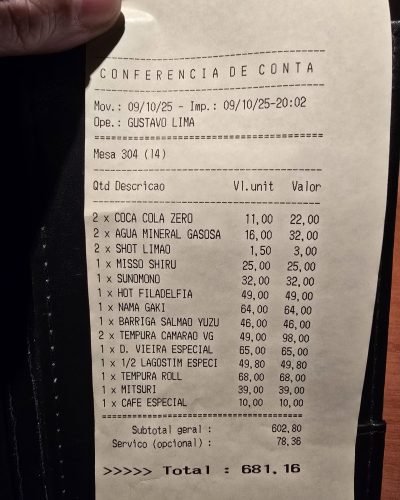 CONFERENCIA DE CONTA
Mov.: 09/10/25 - Imp.: 09/10/25-20:02
Ope.: GUSTAVO LIMA
Mesa 304 (14)
Qtd Descricao Vl.unit Valor
2 x COCA COLA ZERO 11,00 22,00
2 x AGUA MINERAL GASOSA 16,00 32,00
2 x SHOT LIMAO 1,50 3,00
1 x MISSO SHIRU 25,00 25,00
1 x SUNOMONO 32,00 32,00
1 x HOT FILADELFIA 49,00 49,00
1 x NAMA GAKI 64,00 64,00
1 x BARRIGA SALMAO YUZU 46,00 46,00
2 x TEMPURA CAMARAO VG 49,00 98,00
1 x D. VIEIRA ESPECIAL 65,00 65,00
1 x 1/2 LAGOSTIM ESPECI 49,80 49,80
1 x TEMPURA ROLL 68,00 68,00
1 x MITSURI 39,00 39,00
1 x CAFE ESPECIAL 10,00 10,00
Subtotal geral : 602,80
Servico (opcional) : 78,36
>>>>> Total : 681,16